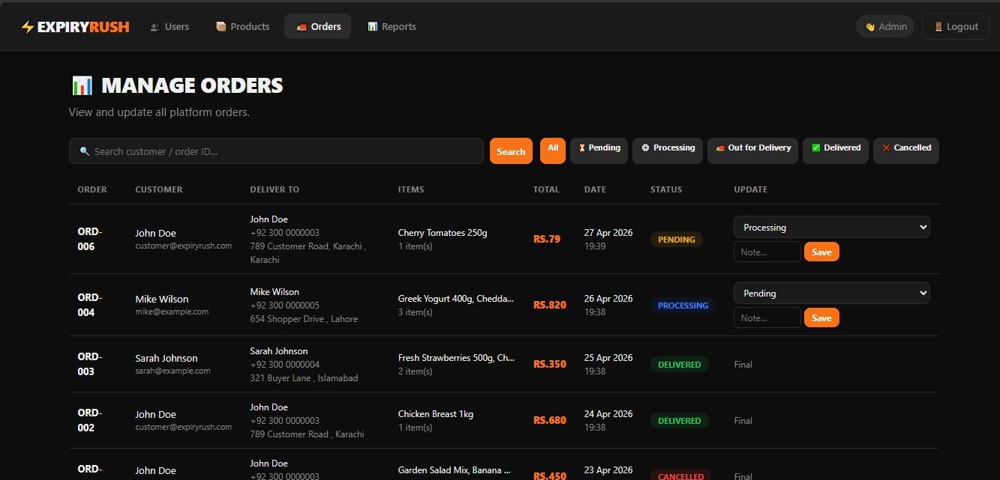 EXPIRYRUSH
Users
Products
Orders
Reports
Admin
Logout
MANAGE ORDERS
View and update all platform orders.
Search customer / order ID...
Search
All
Pending
Processing
Out for Delivery
Delivered
Cancelled
ORDER CUSTOMER DELIVER TO ITEMS TOTAL DATE STATUS UPDATE
ORD-
006
John Doe
customer@expiryrush.com
John Doe
+92 300 0000003
789 Customer Road, Karachi ,
Karachi
Cherry Tomatoes 250g
1 item(s)
RS.79
27 Apr 2026
19:39
PENDING
Processing
Note...
Save
ORD-
004
Mike Wilson
mike@example.com
Mike Wilson
+92 300 0000005
654 Shopper Drive , Lahore
Greek Yogurt 400g, Chedda...
3 item(s)
RS.820
26 Apr 2026
19:38
PROCESSING
Pending
Note...
Save
ORD-
003
Sarah Johnson
sarah@example.com
Sarah Johnson
+92 300 0000004
321 Buyer Lane , Islamabad
Fresh Strawberries 500g, Ch...
2 item(s)
RS.350
25 Apr 2026
19:38
DELIVERED
Final
ORD-
002
John Doe
customer@expiryrush.com
John Doe
+92 300 0000003
789 Customer Road , Karachi
Chicken Breast 1kg
1 item(s)
RS.680
24 Apr 2026
19:38
DELIVERED
Final
ORD-
John Doe
John Doe
+92 300 0000003
Garden Salad Mix, Banana ...
RS.450
23 Apr 2026
CANCELLED
Final